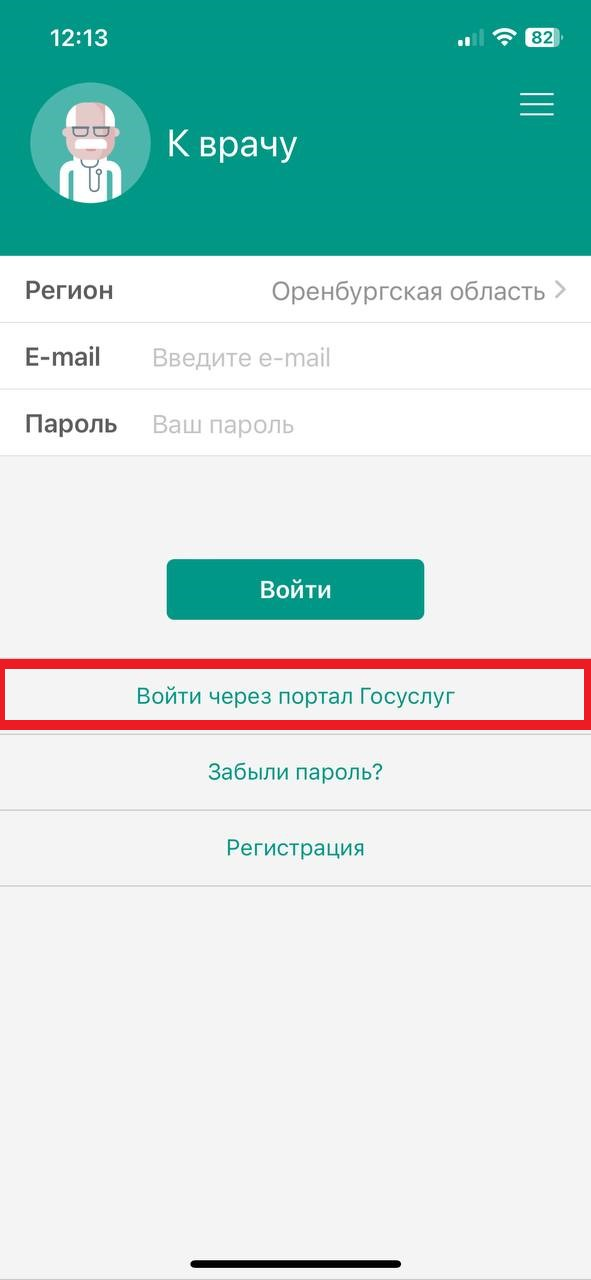 12:13
82
К врачу
Регион Оренбургская область
E-mail Введите e-mail
Пароль Ваш пароль
Войти
Войти через портал Госуслуг
Забыли пароль?
Регистрация